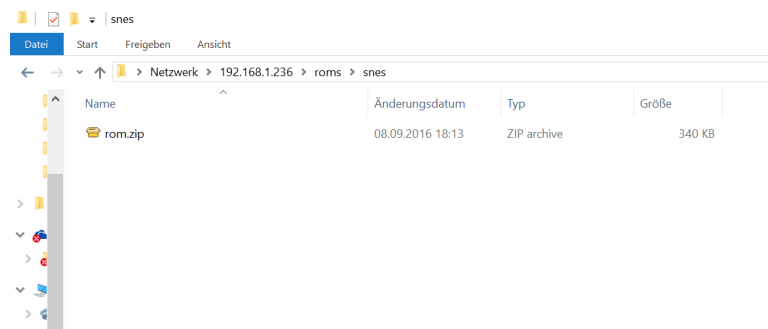 snes
Datei Start Freigeben Ansicht
Netzwerk 192.168.1.236 roms snes
Name Änderungsdatum Typ Größe
rom.zip 08.09.2016 18:13 ZIP archive 340 KB